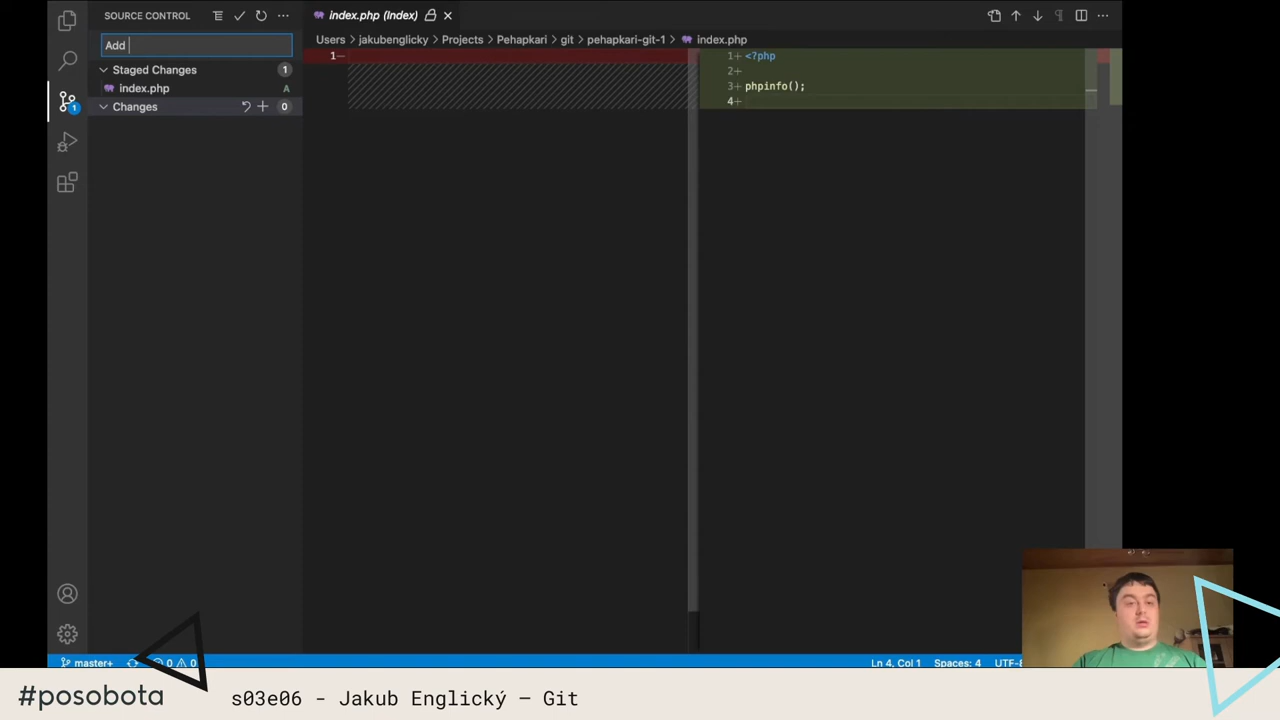 SOURCE CONTROL
index.php (Index)
Add
Users > jakubenglicky > Projects > Pehapkari > git > pehapkari-git-1 > index.php
Staged Changes 1
index.php A
Changes 0
1
1 <?php
2
3 phpinfo();
4
1
master+ 0 0
Ln 4, Col 1 Spaces: 4 UTF-8
#posobota s03e06 - Jakub Englický – Git